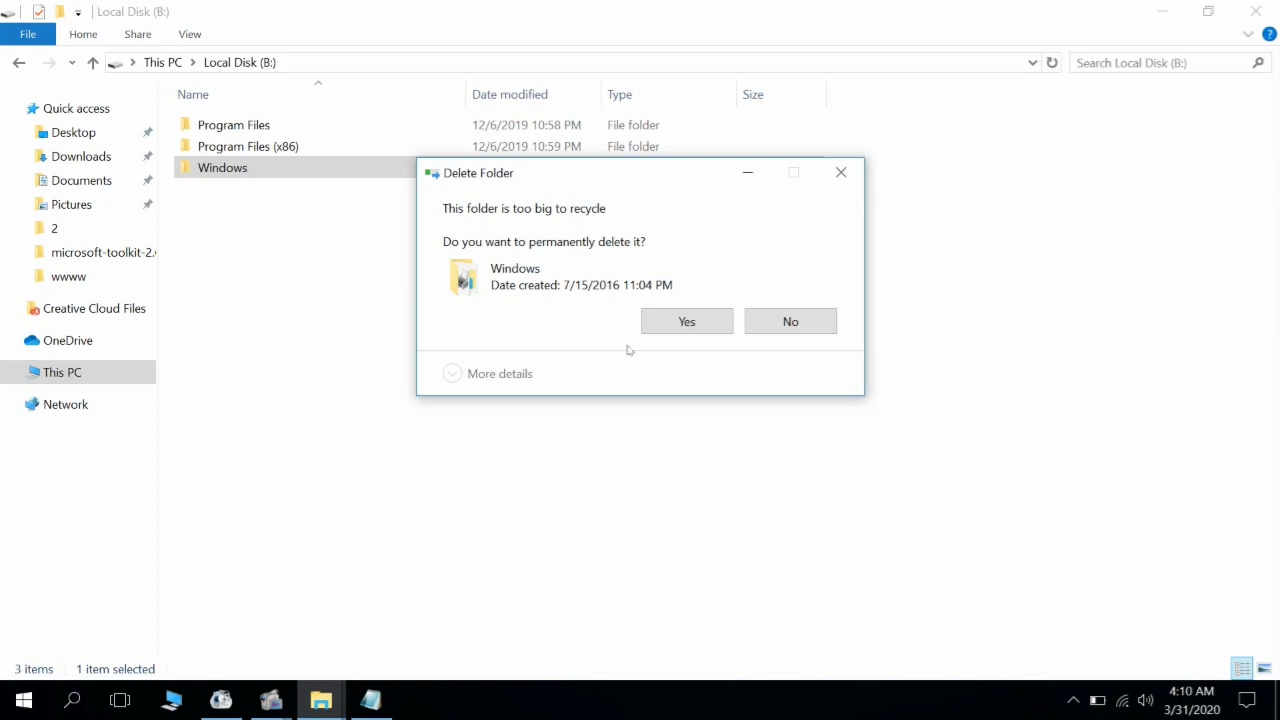 Local Disk (B:)
File Home Share View
This PC Local Disk (B:) Search Local Disk (B:)
Name Date modified Type Size
Quick access
Desktop
Downloads
Documents
Pictures
2
microsoft-toolkit-2.
wwww
Creative Cloud Files
OneDrive
This PC
Network
Program Files 12/6/2019 10:58 PM File folder
Program Files (x86) 12/6/2019 10:59 PM File folder
Windows
Delete Folder
This folder is too big to recycle
Do you want to permanently delete it?
Windows
Date created: 7/15/2016 11:04 PM
Yes No
More details
3 items 1 item selected
4:10 AM
3/31/2020